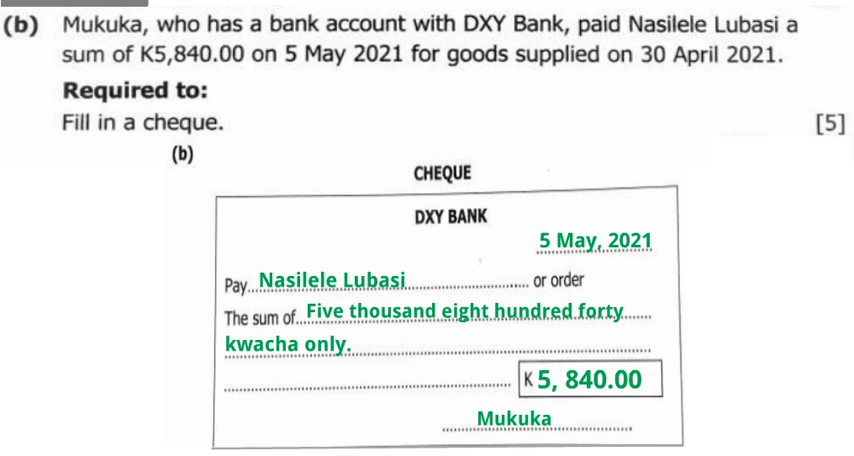 (b) Mukuka, who has a bank account with DXY Bank, paid Nasilele Lubasi a
sum of K5,840.00 on 5 May 2021 for goods supplied on 30 April 2021.
Required to:
Fill in a cheque. [5]
(b)
CHEQUE
DXY BANK
5 May, 2021
Pay Nasilele Lubasi or order
The sum of Five thousand eight hundred forty
kwacha only.
K 5, 840.00
Mukuka